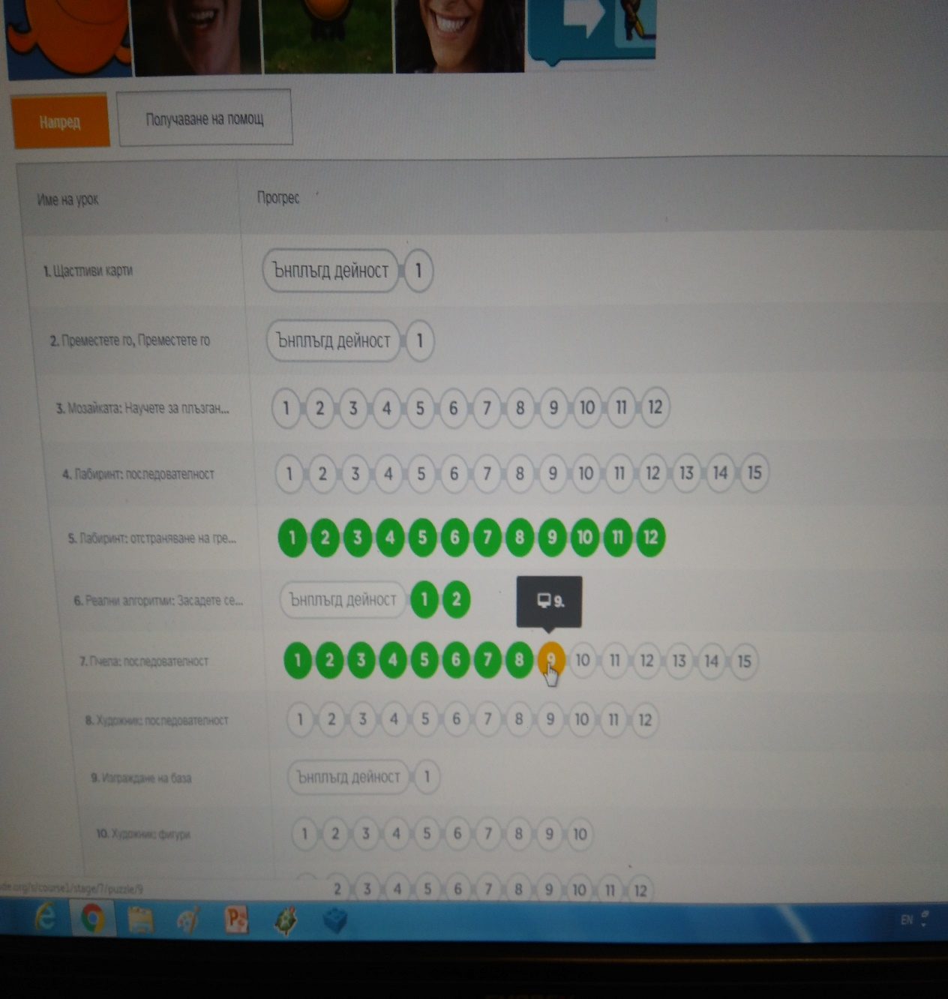 Напред
Получаване на помощ
Име на урок Прогрес
1. Щастливи карти Ънплъгд дейност 1
2. Преместете го, Преместете го Ънплъгд дейност 1
3. Мозайката: Научете за плъзган... 1 2 3 4 5 6 7 8 9 10 11 12
4. Лабиринт: последователност 1 2 3 4 5 6 7 8 9 10 11 12 13 14 15
5. Лабиринт: отстраняване на гре... 1 2 3 4 5 6 7 8 9 10 11 12
6. Реални алгоритми: Засадете се... Ънплъгд дейност 1 2
9.
7. Пчела: последователност 1 2 3 4 5 6 7 8 9 10 11 12 13 14 15
8. Художник: последователност 1 2 3 4 5 6 7 8 9 10 11 12
9. Изграждане на база Ънплъгд дейност 1
10. Художник: фигури 1 2 3 4 5 6 7 8 9 10
2 3 4 5 6 7 8 9 10 11 12
de.org/s/course1/stage/7/puzzle/9
EN